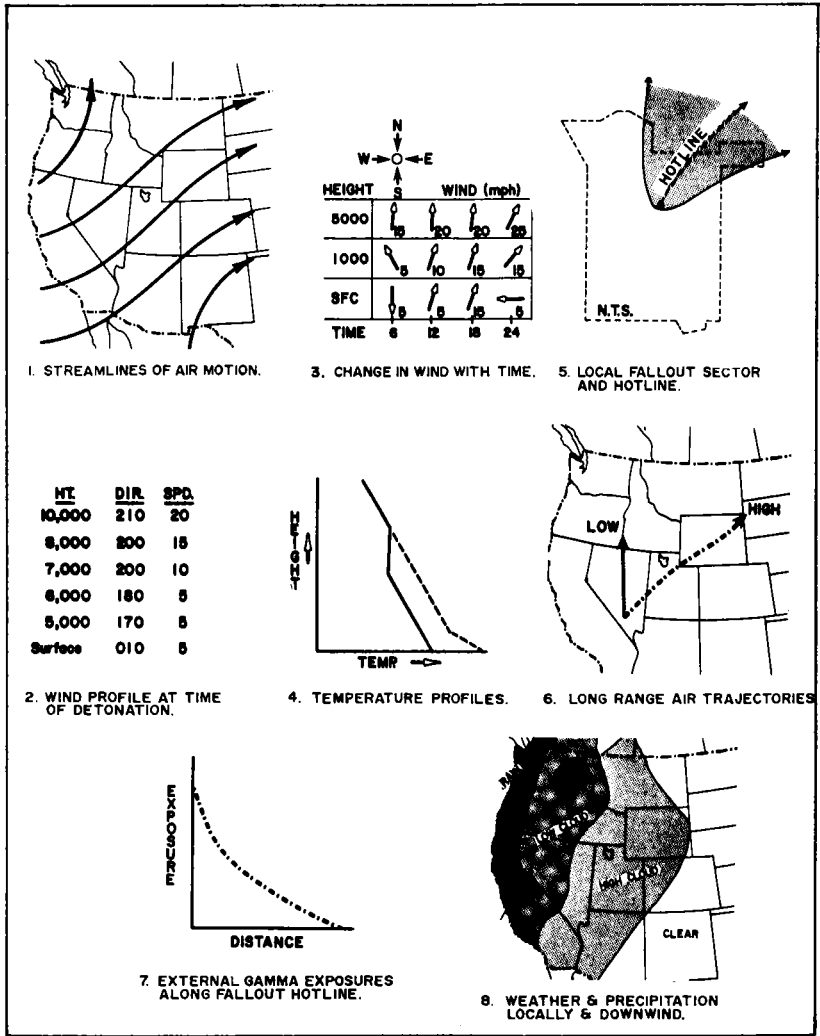 1. STREAMLINES OF AIR MOTION.
N
W E
S
HEIGHT WIND (mph)
5000 15 20 20 25
1000 5 10 15 15
SFC 5 5 15 5
TIME 6 12 18 24
3. CHANGE IN WIND WITH TIME.
HOTLINE
N.T.S.
5. LOCAL FALLOUT SECTOR
AND HOTLINE.
HT. DIR. SPD.
10,000 210 20
8,000 200 15
7,000 200 10
6,000 180 5
5,000 170 5
Surface 010 5
2. WIND PROFILE AT TIME
OF DETONATION.
HEIGHT
TEMP.
4. TEMPERATURE PROFILES.
LOW
HIGH
6. LONG RANGE AIR TRAJECTORIES
EXPOSURE
DISTANCE
7. EXTERNAL GAMMA EXPOSURES
ALONG FALLOUT HOTLINE.
RAIN
LOW CLOUD
HIGH CLOUD
CLEAR
8. WEATHER & PRECIPITATION
LOCALLY & DOWNWIND.